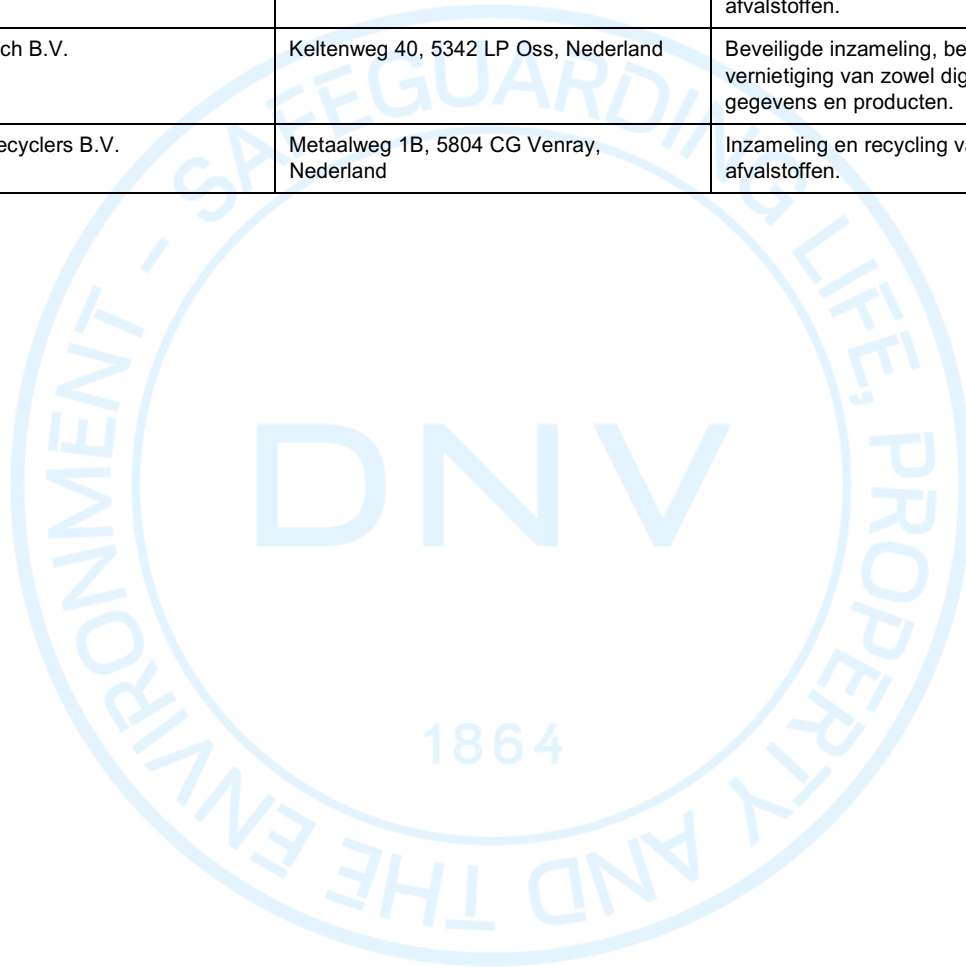 afvalstoffen.
ch B.V.
Keltenweg 40, 5342 LP Oss, Nederland
Beveiligde inzameling, be
vernietiging van zowel dig
gegevens en producten.
ecyclers B.V.
Metaalweg 1B, 5804 CG Venray,
Nederland
Inzameling en recycling va
afvalstoffen.
SAFEGUARDING LIFE, PROPERTY AND THE ENVIRONMENT -
DNV
1864